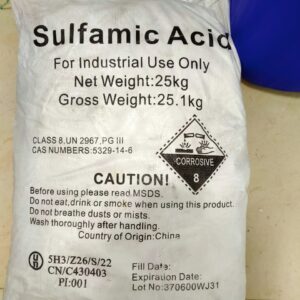 Sulfamic Acid
For Industrial Use Only
Net Weight:25kg
Gross Weight:25.1kg
CLASS 8,UN 2967,PG III
CAS NUMBERS:5329-14-6
CORROSIVE
8
CAUTION!
Before using please read MSDS.
Do not eat,drink or smoke when using this product.
Do not breathe dusts or mists.
Wash thoroughly after handling.
Country of Origin:China
5H3/Z26/S/22
CN/C430403
PI:001
Fill Date:
Expiration Date:
Lot No:370600WJ31